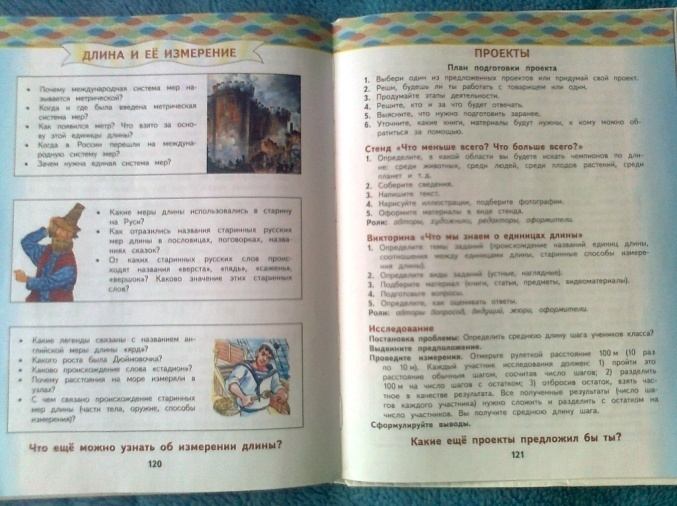 ДЛИНА И ЕЁ ИЗМЕРЕНИЕ
• Почему международная система мер на-
зывается метрической?
• Когда и где была введена метрическая
система мер?
• Как появился метр? Что взято за осно-
ву этой единицы длины?
• Когда в России перешли на междуна-
родную систему мер?
• Зачем нужна единая система мер?
• Какие меры длины использовались в старину
на Руси?
• Как отразились названия старинных русских
мер длины в пословицах, поговорках, назва-
ниях сказок?
• От каких старинных русских слов проис-
ходят названия «верста», «пядь», «сажень»,
«вершок»? Каково значение этих старинных
слов?
• Какие легенды связаны с названием ан-
глийской меры длины «ярд»?
• Какого роста была Дюймовочка?
• Каково происхождение слова «стадион»?
• Почему расстояния на море измеряли в
узлах?
• С чем связано происхождение старинных
мер длины (части тела, оружие, способы
измерения)?
Что ещё можно узнать об измерении длины?
120
ПРОЕКТЫ
План подготовки проекта
1. Выбери один из предложенных проектов или придумай свой проект.
2. Реши, будешь ли ты работать с товарищем или один.
3. Продумайте этапы деятельности.
4. Решите, кто и за что будет отвечать.
5. Выясните, что нужно подготовить заранее.
6. Уточните, какие книги, материалы будут нужны, к кому можно об-
ратиться за помощью.
Стенд «Что меньше всего? Что больше всего?»
1. Определите, в какой области вы будете искать чемпионов по дли-
не: среди животных, среди людей, среди плодов растений, среди
планет и т. д.
2. Соберите сведения.
3. Напишите текст.
4. Нарисуйте иллюстрации, подберите фотографии.
5. Оформите материалы в виде стенда.
Роли: авторы, художники, редакторы, оформители.
Викторина «Что мы знаем о единицах длины»
1. Определите темы заданий (происхождение названий единиц длины,
соотношения между единицами длины, старинные способы измере-
ния длины).
2. Определите виды заданий (устные, наглядные).
3. Подберите материал (книги, статьи, предметы, видеоматериалы).
4. Подготовьте вопросы.
5. Определите, как оценивать ответы.
Роли: авторы вопросов, ведущий, жюри, оформители.
Исследование
Постановка проблемы: Определить среднюю длину шага учеников класса?
Выдвините предположение.
Проведите измерения. Отмерьте рулеткой расстояние 100 м (10 раз
по 10 м). Каждый участник исследования должен: 1) пройти это
расстояние обычным шагом, сосчитав число шагов; 2) разделить
100 м на число шагов с остатком; 3) отбросив остаток, взять част-
ное в качестве результата. Все полученные результаты (число ша-
гов каждого участника) нужно сложить и разделить с остатком на
число участников. Вы получите среднюю длину шага.
Сформулируйте выводы.
Какие ещё проекты предложил бы ты?
121